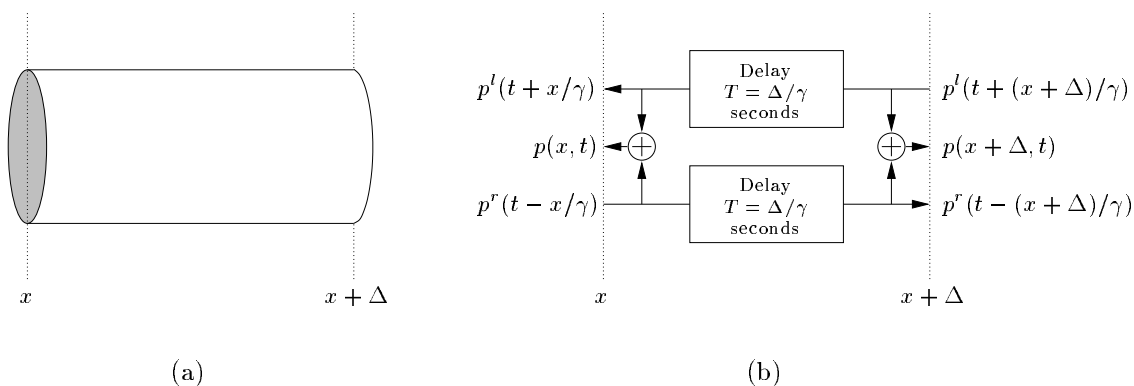 x
x + Δ
(a)
p^l(t + x/γ)
Delay
T = Δ/γ
seconds
p^l(t + (x + Δ)/γ)
p(x, t)
+
+
p(x + Δ, t)
p^r(t − x/γ)
Delay
T = Δ/γ
seconds
p^r(t − (x + Δ)/γ)
x
x + Δ
(b)